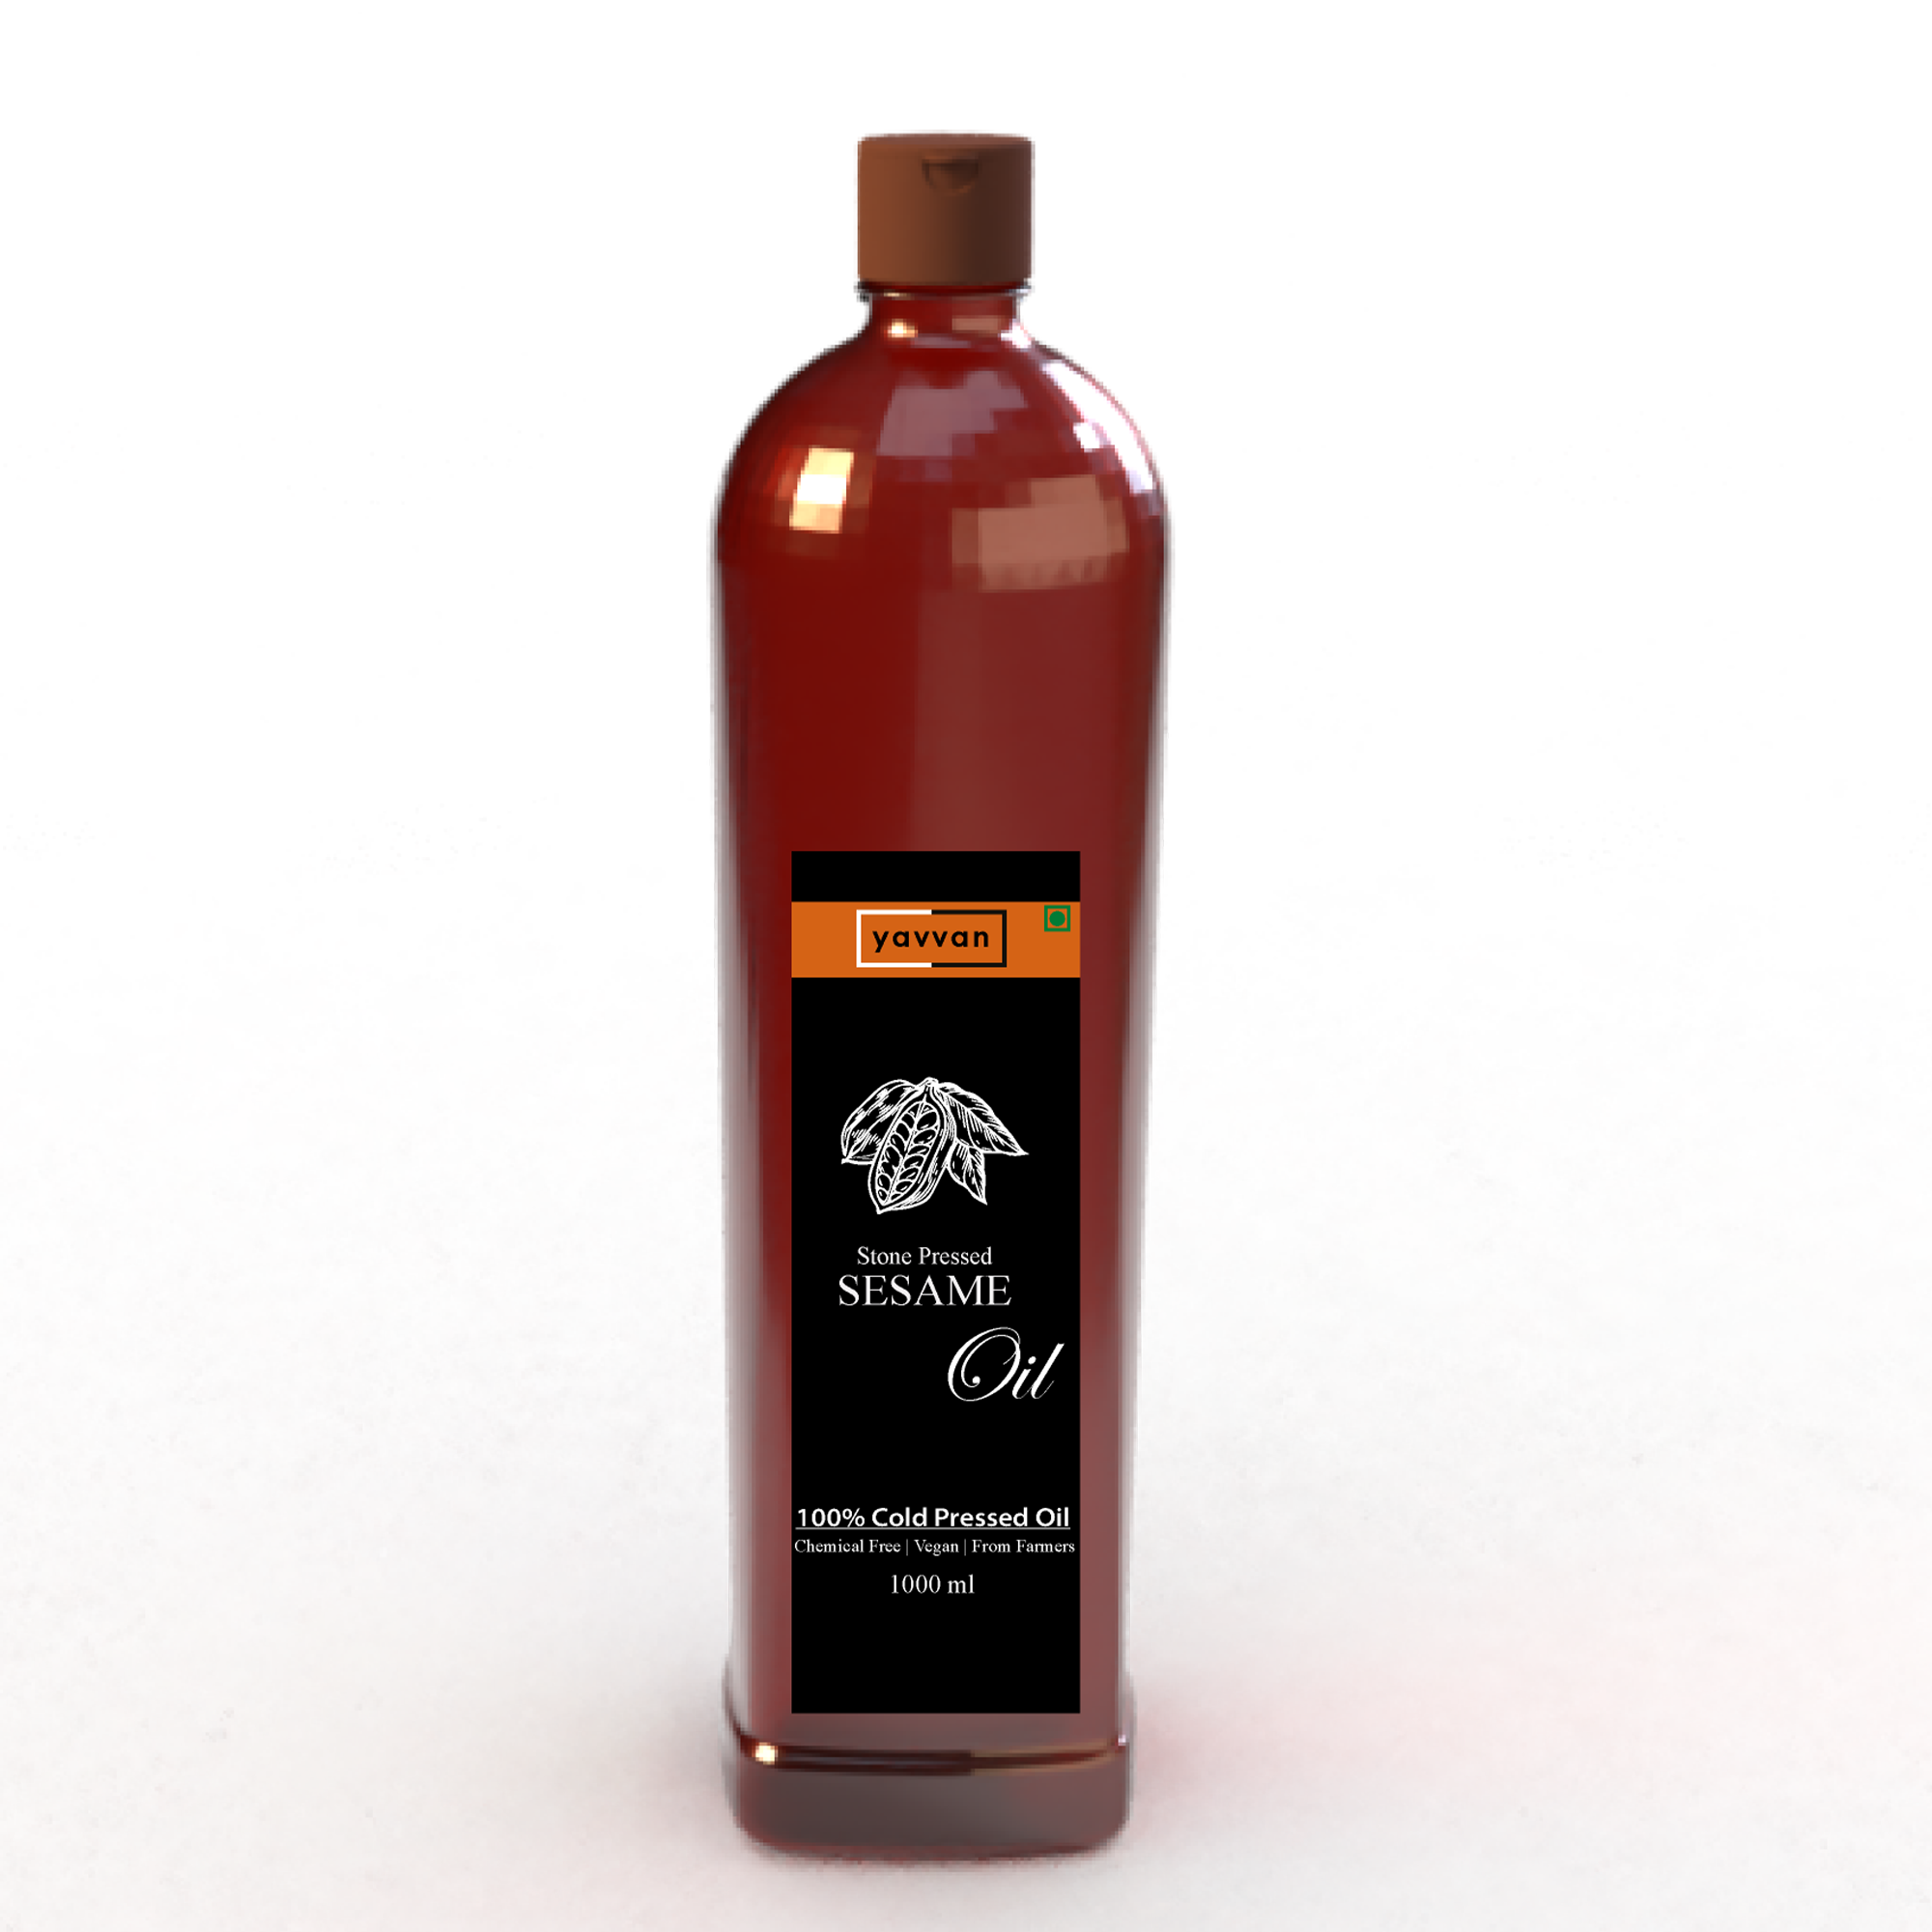 yavvan
Stone Pressed
SESAME
Oil
100% Cold Pressed Oil
Chemical Free | Vegan | From Farmers
1000 ml